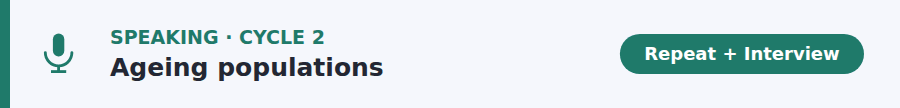 SPEAKING · CYCLE 2
Ageing populations
Repeat + Interview